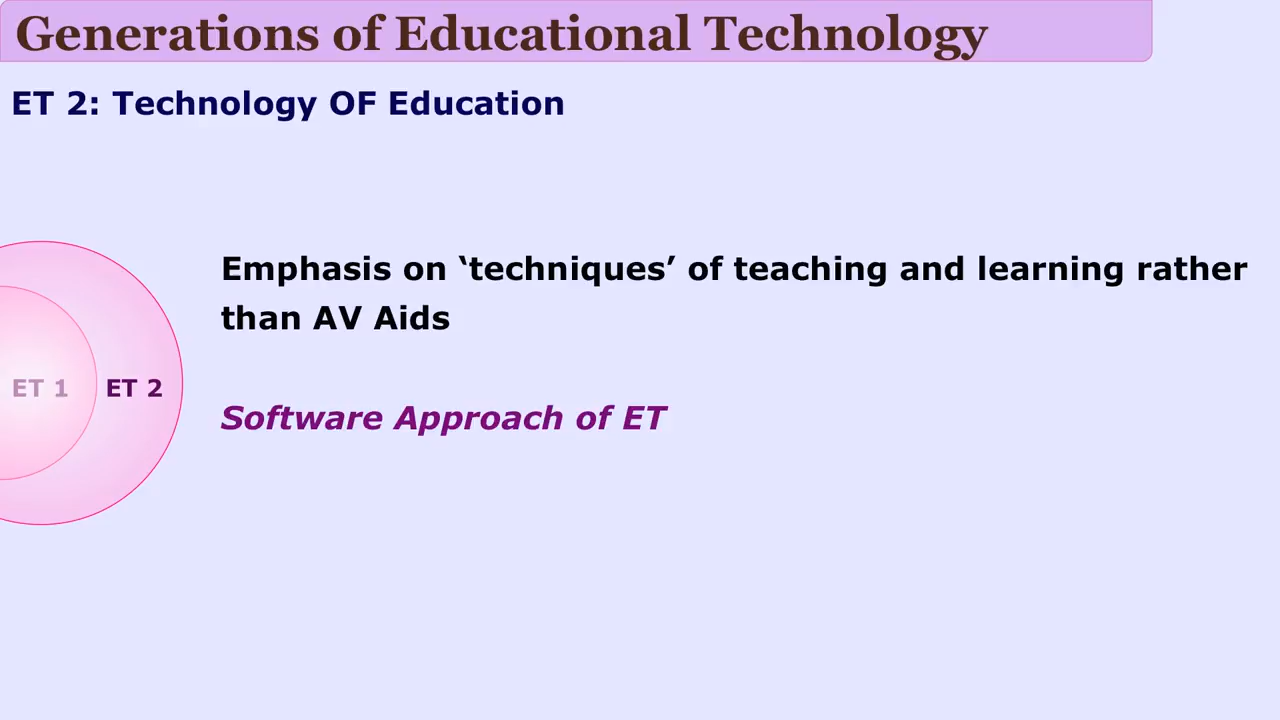 Generations of Educational Technology
ET 2: Technology OF Education
Emphasis on ‘techniques’ of teaching and learning rather
than AV Aids
ET 1
ET 2
Software Approach of ET